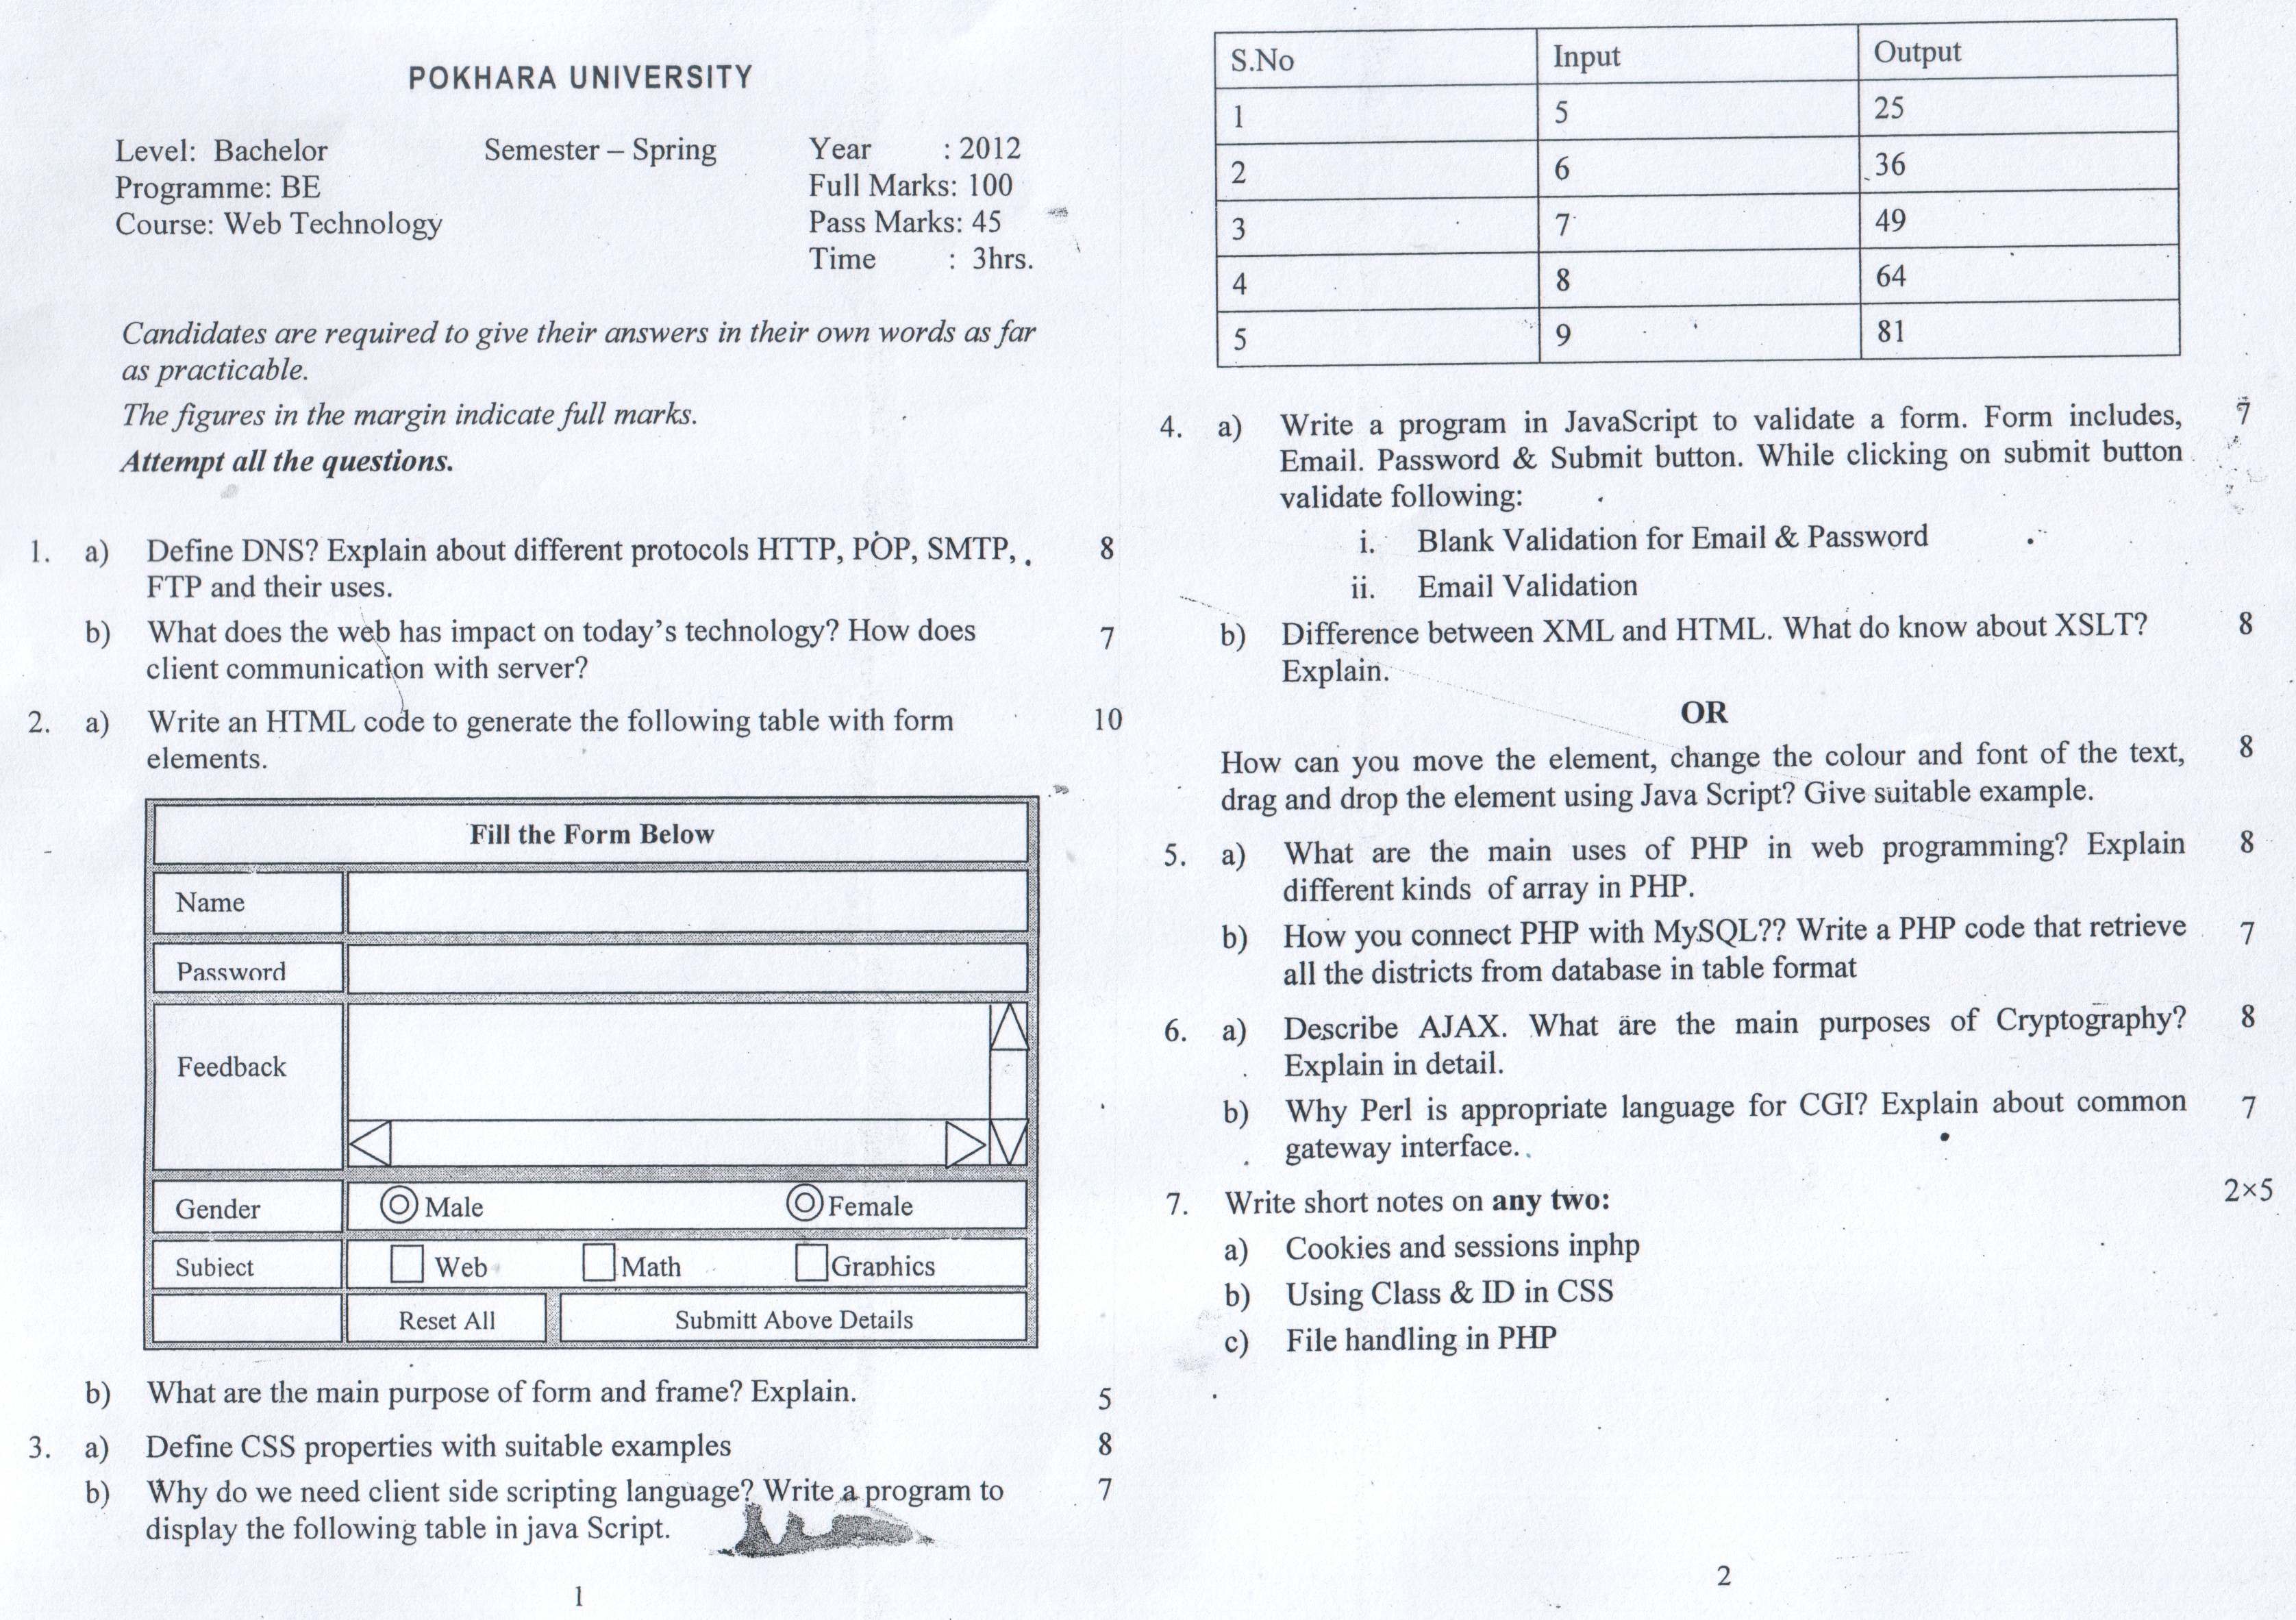 POKHARA UNIVERSITY
Level: Bachelor Semester – Spring Year : 2012
Programme: BE Full Marks: 100
Course: Web Technology Pass Marks: 45
Time : 3hrs.
Candidates are required to give their answers in their own words as far
as practicable.
The figures in the margin indicate full marks.
Attempt all the questions.
1. a) Define DNS? Explain about different protocols HTTP, POP, SMTP, 8
FTP and their uses.
b) What does the web has impact on today's technology? How does 7
client communication with server?
2. a) Write an HTML code to generate the following table with form 10
elements.
Fill the Form Below
Name
Password
Feedback
Gender Male Female
Subject Web Math Graphics
Reset All Submitt Above Details
b) What are the main purpose of form and frame? Explain. 5
3. a) Define CSS properties with suitable examples 8
b) Why do we need client side scripting language? Write a program to 7
display the following table in java Script.
1
S.No Input Output
1 5 25
2 6 36
3 7 49
4 8 64
5 9 81
4. a) Write a program in JavaScript to validate a form. Form includes, 7
Email. Password & Submit button. While clicking on submit button
validate following:
i. Blank Validation for Email & Password
ii. Email Validation
b) Difference between XML and HTML. What do know about XSLT? 8
Explain.
OR
How can you move the element, change the colour and font of the text, 8
drag and drop the element using Java Script? Give suitable example.
5. a) What are the main uses of PHP in web programming? Explain 8
different kinds of array in PHP.
b) How you connect PHP with MySQL?? Write a PHP code that retrieve 7
all the districts from database in table format
6. a) Describe AJAX. What are the main purposes of Cryptography? 8
Explain in detail.
b) Why Perl is appropriate language for CGI? Explain about common 7
gateway interface.
7. Write short notes on any two: 2×5
a) Cookies and sessions inphp
b) Using Class & ID in CSS
c) File handling in PHP
2